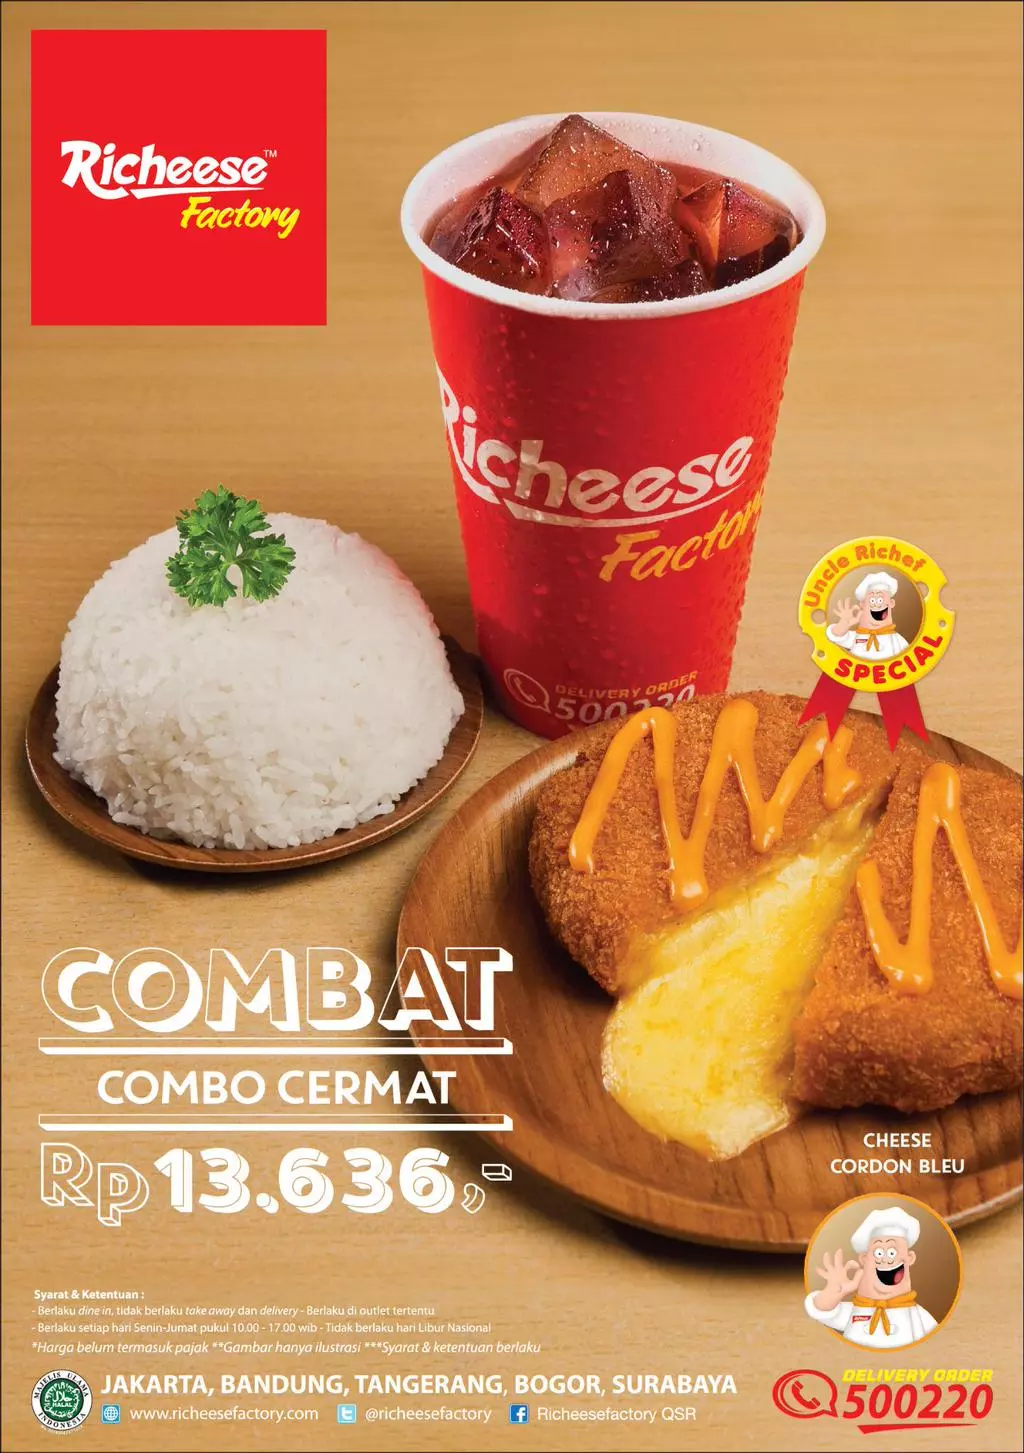 Richeese™
Factory
Richeese
Factory
DELIVERY ORDER
500220
Uncle Richef
SPECIAL
COMBAT
COMBO CERMAT
Rp 13.636,-
CHEESE
CORDON BLEU
Syarat & Ketentuan :
- Berlaku dine in, tidak berlaku take away dan delivery - Berlaku di outlet tertentu
- Berlaku setiap hari Senin-Jumat pukul 10.00 - 17.00 wib - Tidak berlaku hari Libur Nasional
*Harga belum termasuk pajak **Gambar hanya ilustrasi ***Syarat & ketentuan berlaku
MAJELIS ULAMA
HALAL
INDONESIA
JAKARTA, BANDUNG, TANGERANG, BOGOR, SURABAYA
www.richeesefactory.com @richeesefactory Richeesefactory QSR
DELIVERY ORDER
500220